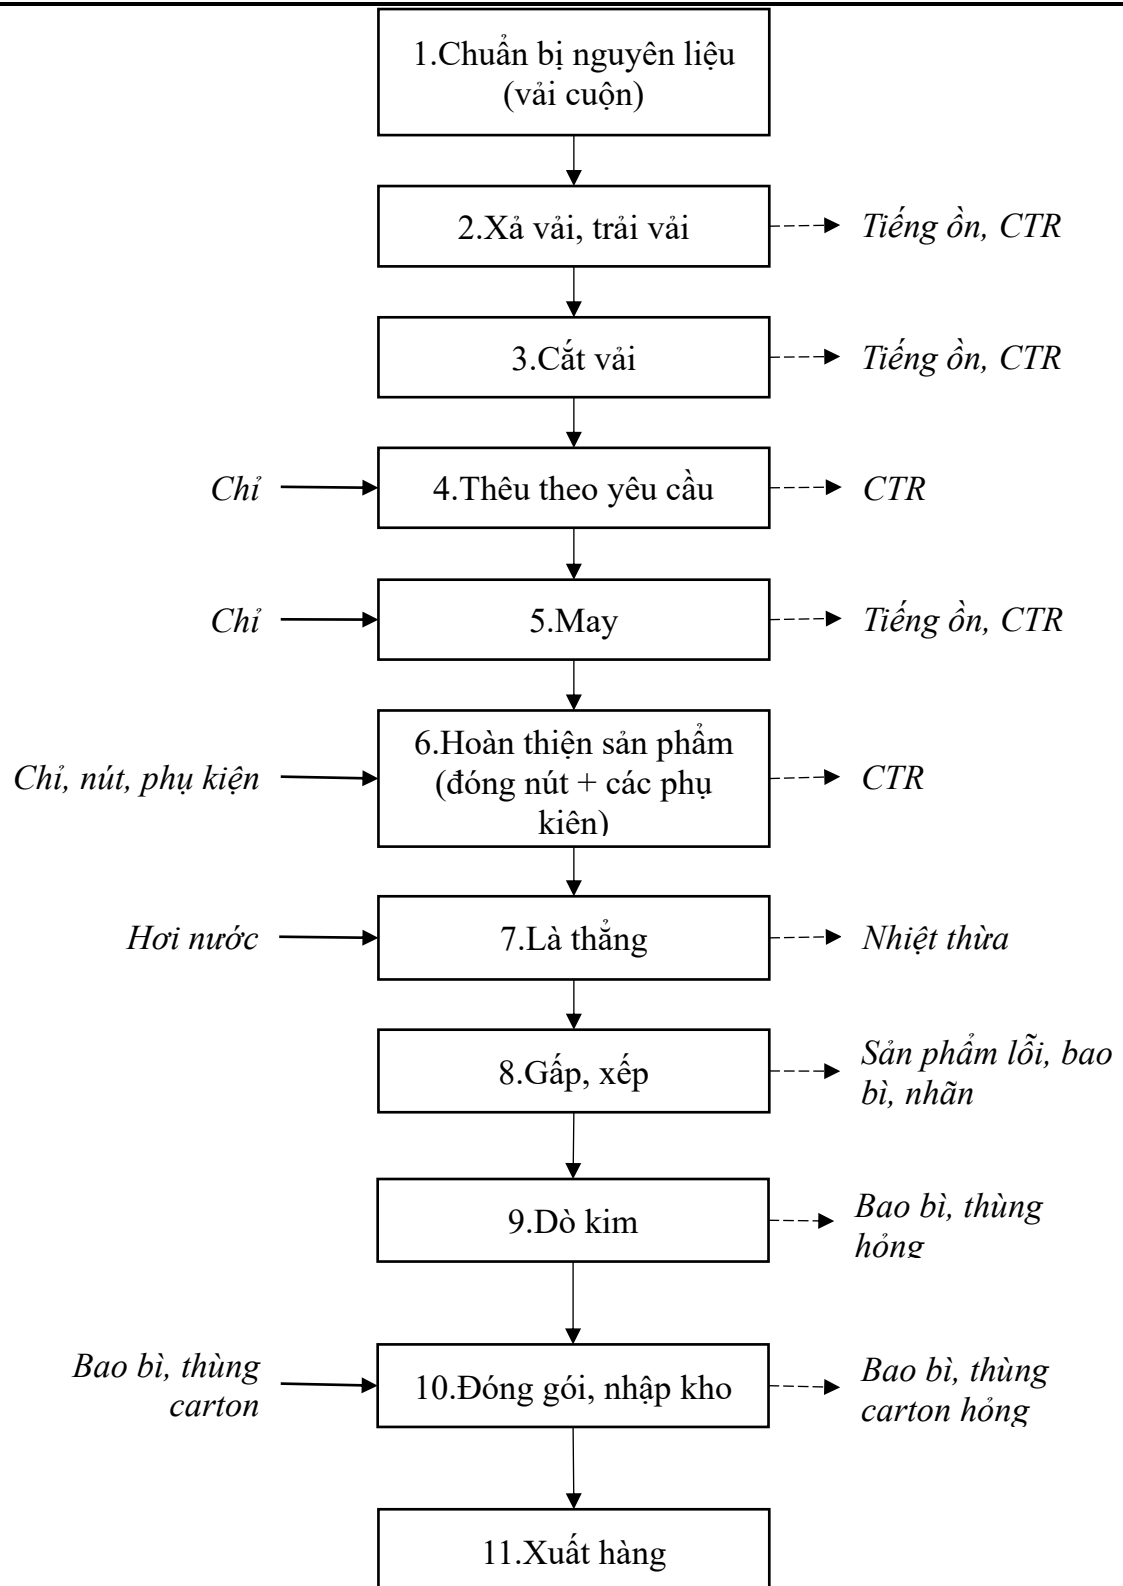 1.Chuẩn bị nguyên liệu
(vải cuộn)
2.Xả vải, trải vải
Tiếng ồn, CTR
3.Cắt vải
Tiếng ồn, CTR
Chỉ
4.Thêu theo yêu cầu
CTR
Chỉ
5.May
Tiếng ồn, CTR
Chỉ, nút, phụ kiện
6.Hoàn thiện sản phẩm
(đóng nút + các phụ
kiên)
CTR
Hơi nước
7.Là thẳng
Nhiệt thừa
8.Gấp, xếp
Sản phẩm lỗi, bao
bì, nhãn
9.Dò kim
Bao bì, thùng
hỏng
Bao bì, thùng
carton
10.Đóng gói, nhập kho
Bao bì, thùng
carton hỏng
11.Xuất hàng